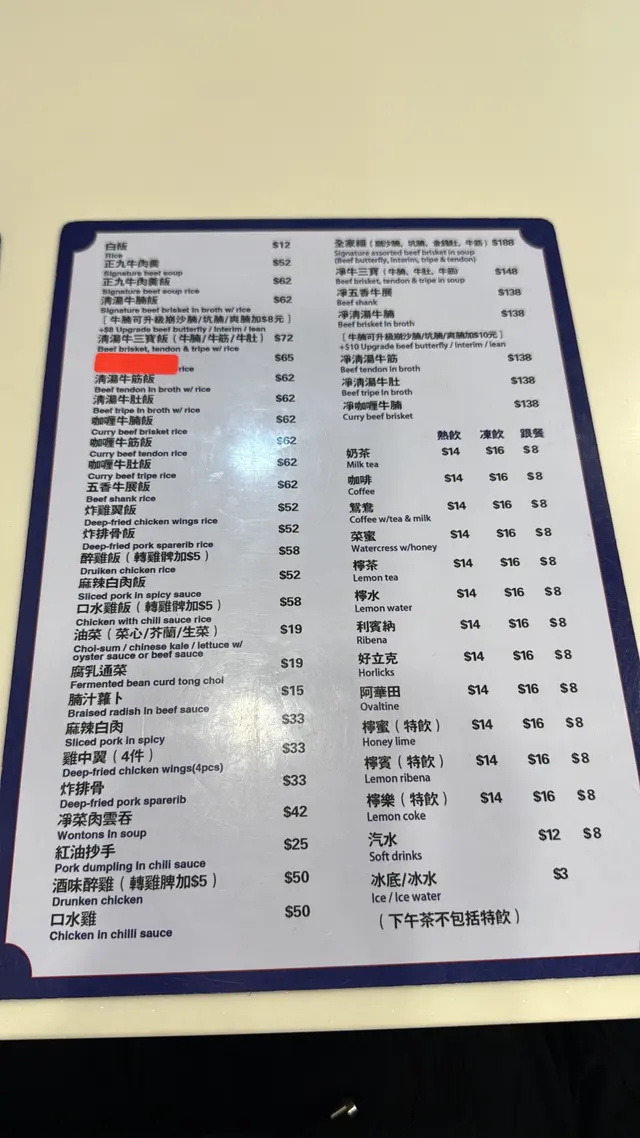 白飯 $12
Rice
正九牛肉羹 $52
Signature beef soup
正九牛肉羹飯 $62
Signature beef soup rice
清湯牛腩飯 $62
Signature beef brisket in broth w/ rice
[ 牛腩可升級崩沙腩/坑腩/爽腩加$8元 ]
+$8 Upgrade beef butterfly / Interim / lean
清湯牛三寶飯 ( 牛腩/牛筋/牛肚 ) $72
Beef brisket, tendon & tripe w/ rice
$65
rice
清湯牛筋飯 $62
Beef tendon in broth w/ rice
清湯牛肚飯 $62
Beef tripe in broth w/ rice
咖喱牛腩飯 $62
Curry beef brisket rice
咖喱牛筋飯 $62
Curry beef tendon rice
咖喱牛肚飯 $62
Curry beef tripe rice
五香牛展飯 $62
Beef shank rice
炸雞翼飯 $52
Deep-fried chicken wings rice
炸排骨飯 $52
Deep-fried pork sparerib rice
醉雞飯 ( 轉雞髀加$5 ) $58
Druiken chicken rice
麻辣白肉飯 $52
Sliced pork in spicy sauce
口水雞飯 ( 轉雞髀加$5 ) $58
Chicken with chili sauce rice
油菜 ( 菜心/芥蘭/生菜 ) $19
Choi-sum / chinese kale / lettuce w/
oyster sauce or beef sauce
腐乳通菜 $19
Fermented bean curd tong choi
腩汁蘿卜 $15
Braised radish in beef sauce
麻辣白肉 $33
Sliced pork in spicy
雞中翼 ( 4件 ) $33
Deep-fried chicken wings(4pcs)
炸排骨 $33
Deep-fried pork sparerib
凈菜肉雲吞 $42
Wontons in soup
紅油抄手 $25
Pork dumpling in chili sauce
酒味醉雞 ( 轉雞脾加$5 ) $50
Drunken chicken
口水雞 $50
Chicken in chilli sauce
全家福 ( 崩沙腩, 坑腩, 金錢肚, 牛筋 ) $188
Signature assorted beef brisket in soup
(Beef butterfly, Interim, tripe & tendon)
凈牛三寶 ( 牛腩, 牛肚, 牛筋) $148
Beef brisket, tendon & tripe in soup
凈五香牛展 $138
Beef shank
凈清湯牛腩 $138
Beef brisket in broth
[ 牛腩可升級崩沙腩/坑腩/爽腩加$10元 ]
+$10 Upgrade beef butterfly / Interim / lean
凈清湯牛筋 $138
Beef tendon in broth
凈清湯牛肚 $138
Beef tripe in broth
凈咖喱牛腩 $138
Curry beef brisket
熱飲 凍飲 跟餐
奶茶 $14 $16 $8
Milk tea
咖啡 $14 $16 $8
Coffee
鴛鴦 $14 $16 $8
Coffee w/tea & milk
菜蜜 $14 $16 $8
Watercress w/honey
檸茶 $14 $16 $8
Lemon tea
檸水 $14 $16 $8
Lemon water
利賓納 $14 $16 $8
Ribena
好立克 $14 $16 $8
Horlicks
阿華田 $14 $16 $8
Ovaltine
檸蜜 ( 特飲 ) $14 $16 $8
Honey lime
檸賓 ( 特飲 ) $14 $16 $8
Lemon ribena
檸樂 ( 特飲 ) $14 $16 $8
Lemon coke
汽水 $12 $8
Soft drinks
冰底/冰水 $3
Ice / Ice water
( 下午茶不包括特飲 )